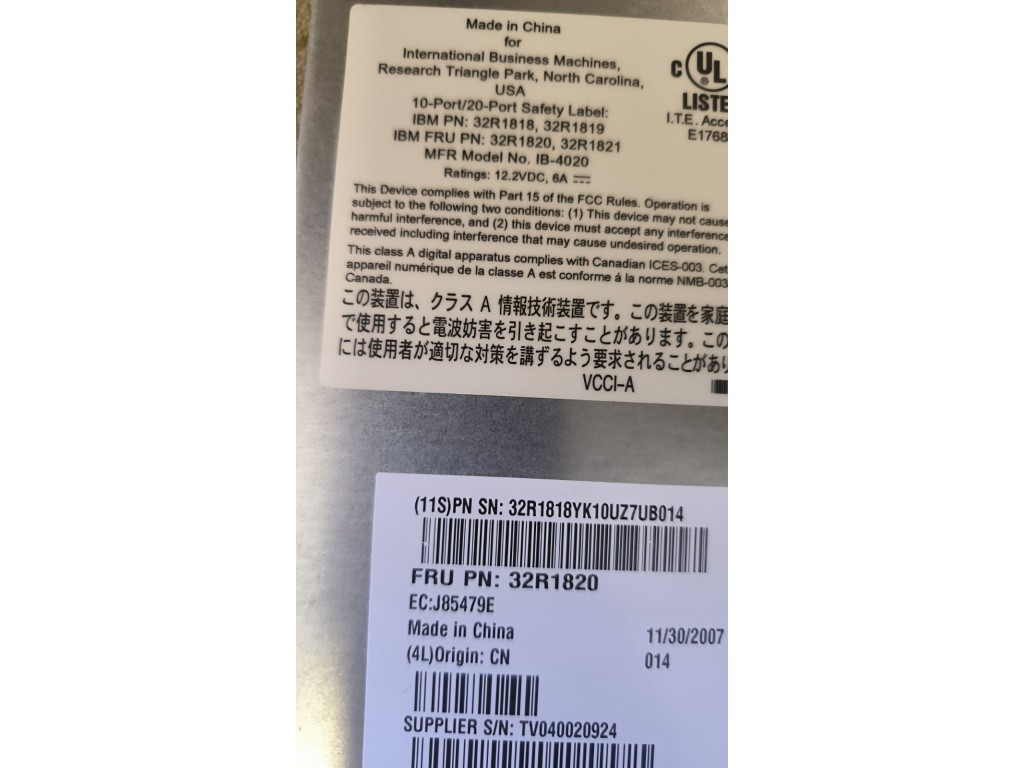 Made in China
for
International Business Machines,
Research Triangle Park, North Carolina,
USA
10-Port/20-Port Safety Label:
IBM PN: 32R1818, 32R1819
IBM FRU PN: 32R1820, 32R1821
MFR Model No. IB-4020
Ratings: 12.2VDC, 6A
C UL ®
LISTE
I.T.E. Acce
E1768
This Device complies with Part 15 of the FCC Rules. Operation is
subject to the following two conditions: (1) This device may not cause
harmful interference, and (2) this device must accept any interference
received including interference that may cause undesired operation.
This class A digital apparatus complies with Canadian ICES-003. Cet
appareil numérique de la classe A est conforme á la norme NMB-003
Canada.
この装置は、クラス A 情報技術装置です。この装置を家庭
で使用すると電波妨害を引き起こすことがあります。この
には使用者が適切な対策を講ずるよう要求されることがあり
VCCI-A
(11S)PN SN: 32R1818YK10UZ7UB014
FRU PN: 32R1820
EC:J85479E
Made in China 11/30/2007
(4L)Origin: CN 014
SUPPLIER S/N: TV040020924